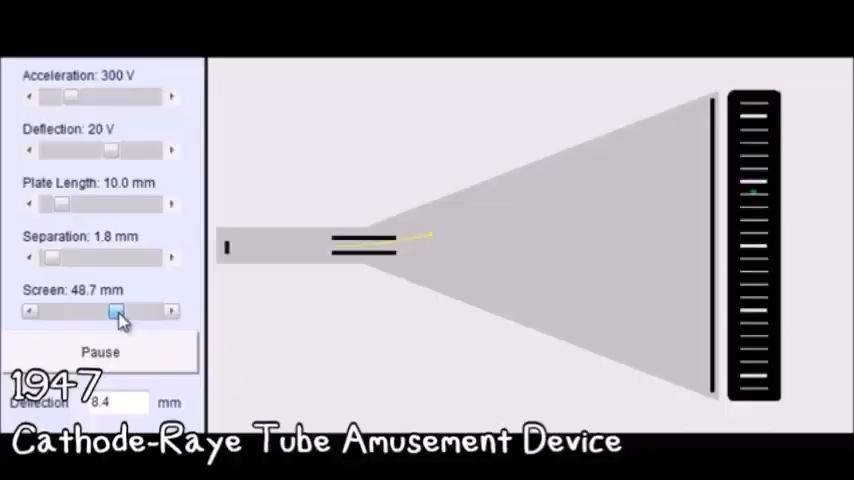 Acceleration: 300 V
Deflection: 20 V
Plate Length: 10.0 mm
Separation: 1.8 mm
Screen: 48.7 mm
Pause
1947
Deflection 8.4 mm
Cathode-Raye Tube Amusement Device